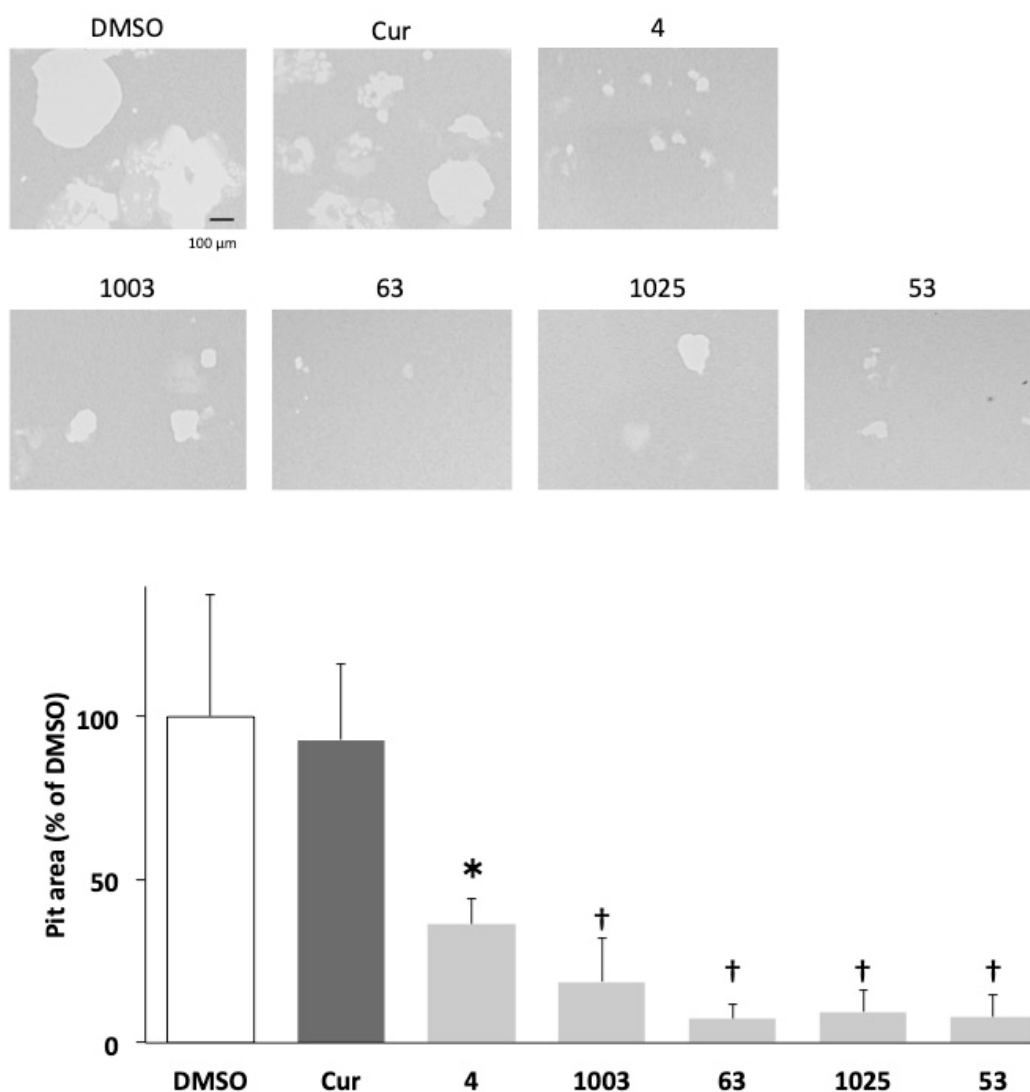 DMSO Cur 4
100 µm
1003 63 1025 53
Pit area (% of DMSO)
100
50
0
*
†
† † †
DMSO Cur 4 1003 63 1025 53